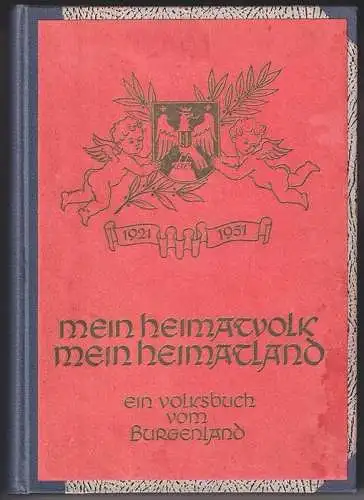 1921 1951
mein heimatvolk
mein heimatland
ein volksbuch
vom
Burgenland